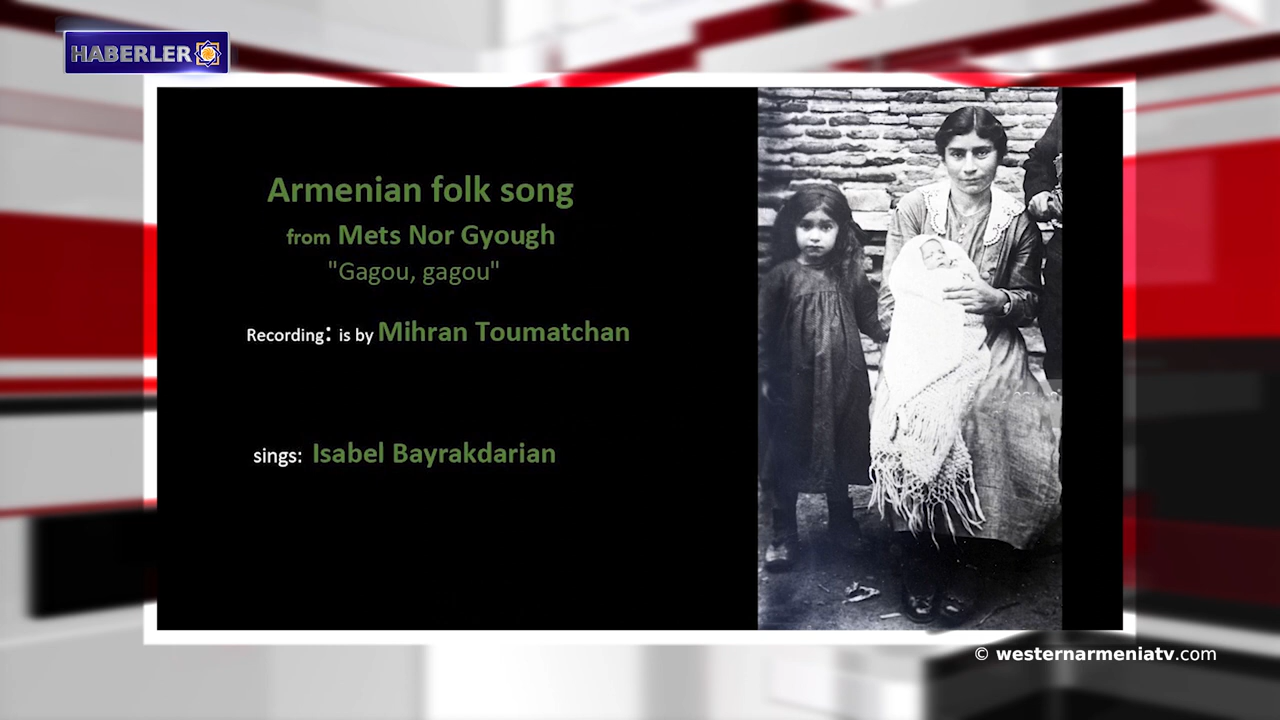 HABERLER
Armenian folk song
from Mets Nor Gyough
"Gagou, gagou"
Recording: is by Mihran Toumatchan
sings: Isabel Bayrakdarian
© westernarmeniatv.com